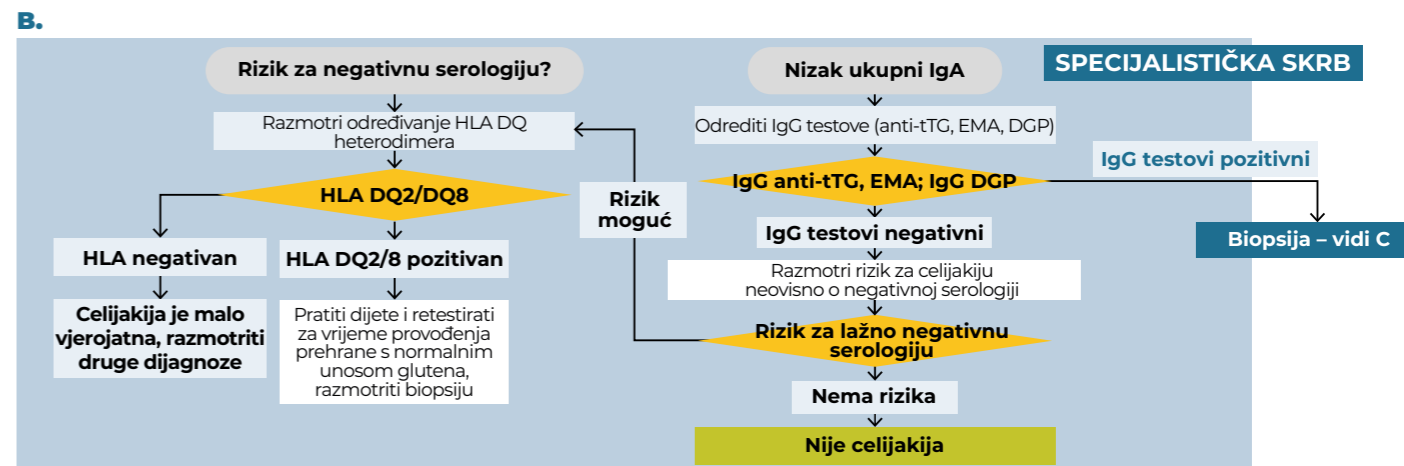 B.
SPECIJALISTIČKA SKRB
Rizik za negativnu serologiju?
Razmotri određivanje HLA DQ
heterodimera
HLA DQ2/DQ8
HLA negativan
Celijakija je malo
vjerojatna, razmotriti
druge dijagnoze
HLA DQ2/8 pozitivan
Pratiti dijete i retestirati
za vrijeme provođenja
prehrane s normalnim
unosom glutena,
razmotriti biopsiju
Rizik
moguć
Nizak ukupni IgA
Odrediti IgG testove (anti-tTG, EMA, DGP)
IgG anti-tTG, EMA; IgG DGP
IgG testovi negativni
Razmotri rizik za celijakiju
neovisno o negativnoj serologiji
Rizik za lažno negativnu
serologiju
Nema rizika
Nije celijakija
IgG testovi pozitivni
Biopsija – vidi C